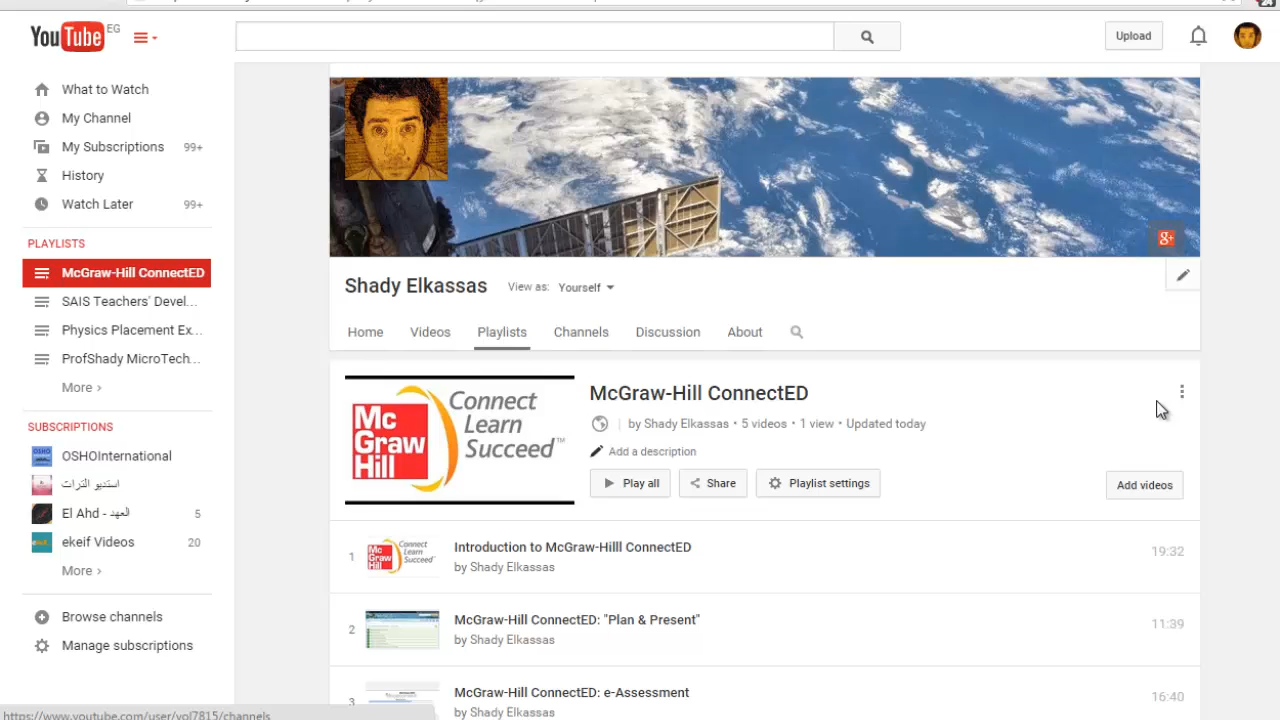 YouTube EG
Upload
What to Watch
My Channel
My Subscriptions 99+
History
Watch Later 99+
PLAYLISTS
McGraw-Hill ConnectED
SAIS Teachers' Devel...
Physics Placement Ex...
ProfShady MicroTech...
More ›
SUBSCRIPTIONS
OSHOInternational
استديو التراث
El Ahd - العهد 5
ekeif Videos 20
More ›
Browse channels
Manage subscriptions
https://www.youtube.com/user/yol7815/channels
g+
Shady Elkassas View as: Yourself
Home Videos Playlists Channels Discussion About
Mc Graw Hill
Connect Learn Succeed™
McGraw-Hill ConnectED
by Shady Elkassas • 5 videos • 1 view • Updated today
Add a description
Play all Share Playlist settings Add videos
1 Introduction to McGraw-Hilll ConnectED 19:32
by Shady Elkassas
2 McGraw-Hill ConnectED: "Plan & Present" 11:39
by Shady Elkassas
3 McGraw-Hill ConnectED: e-Assessment 16:40
by Shady Elkassas